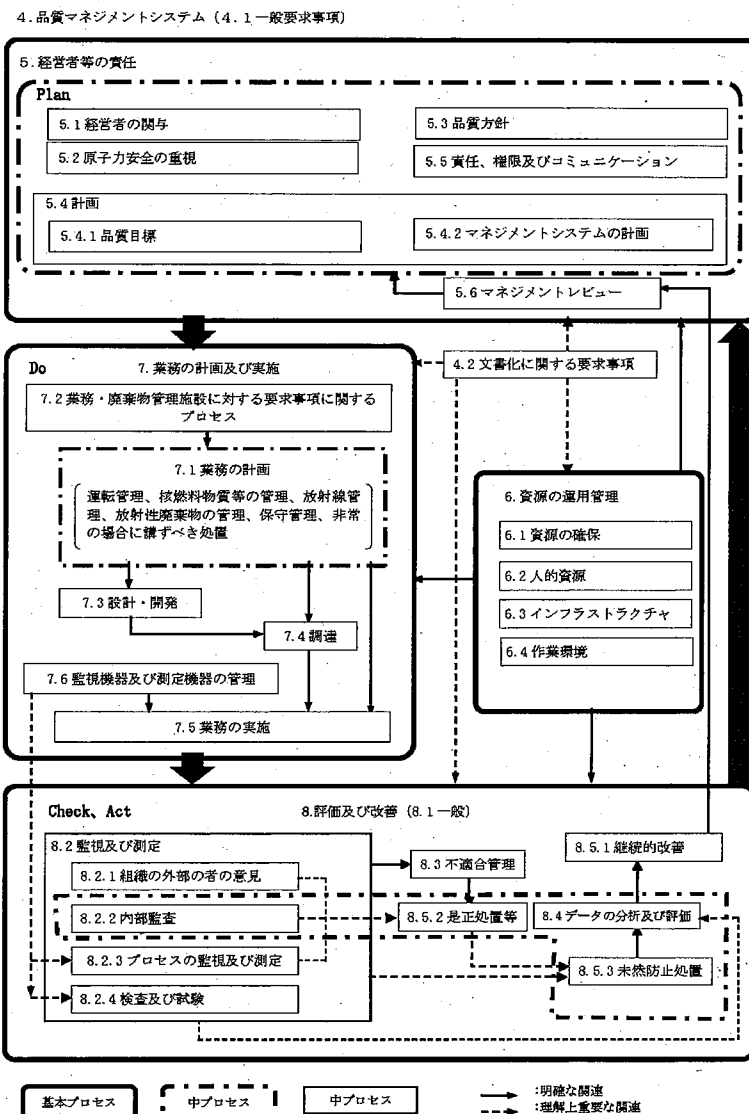 4.品質マネジメントシステム（4.1一般要求事項）
5.経営者等の責任
Plan
5.1経営者の関与
5.3品質方針
5.2原子力安全の重視
5.5責任、権限及びコミュニケーション
5.4計画
5.4.1品質目標
5.4.2マネジメントシステムの計画
5.6マネジメントレビュー
Do
7.業務の計画及び実施
4.2文書化に関する要求事項
7.2業務・廃棄物管理施設に対する要求事項に関する
プロセス
7.1業務の計画
運転管理、核燃料物質等の管理、放射線管
理、放射性廃棄物の管理、保守管理、非常
の場合に講ずべき処置
6.資源の運用管理
6.1資源の確保
6.2人的資源
6.3インフラストラクチャ
6.4作業環境
7.3設計・開発
7.4調達
7.6監視機器及び測定機器の管理
7.5業務の実施
Check、Act
8.評価及び改善（8.1一般）
8.2監視及び測定
8.2.1組織の外部の者の意見
8.2.2内部監査
8.2.3プロセスの監視及び測定
8.2.4検査及び試験
8.3不適合管理
8.5.1継続的改善
8.5.2是正処置等
8.4データの分析及び評価
8.5.3未然防止処置
基本プロセス
中プロセス
中プロセス
:明確な関連
:理解上重要な関連